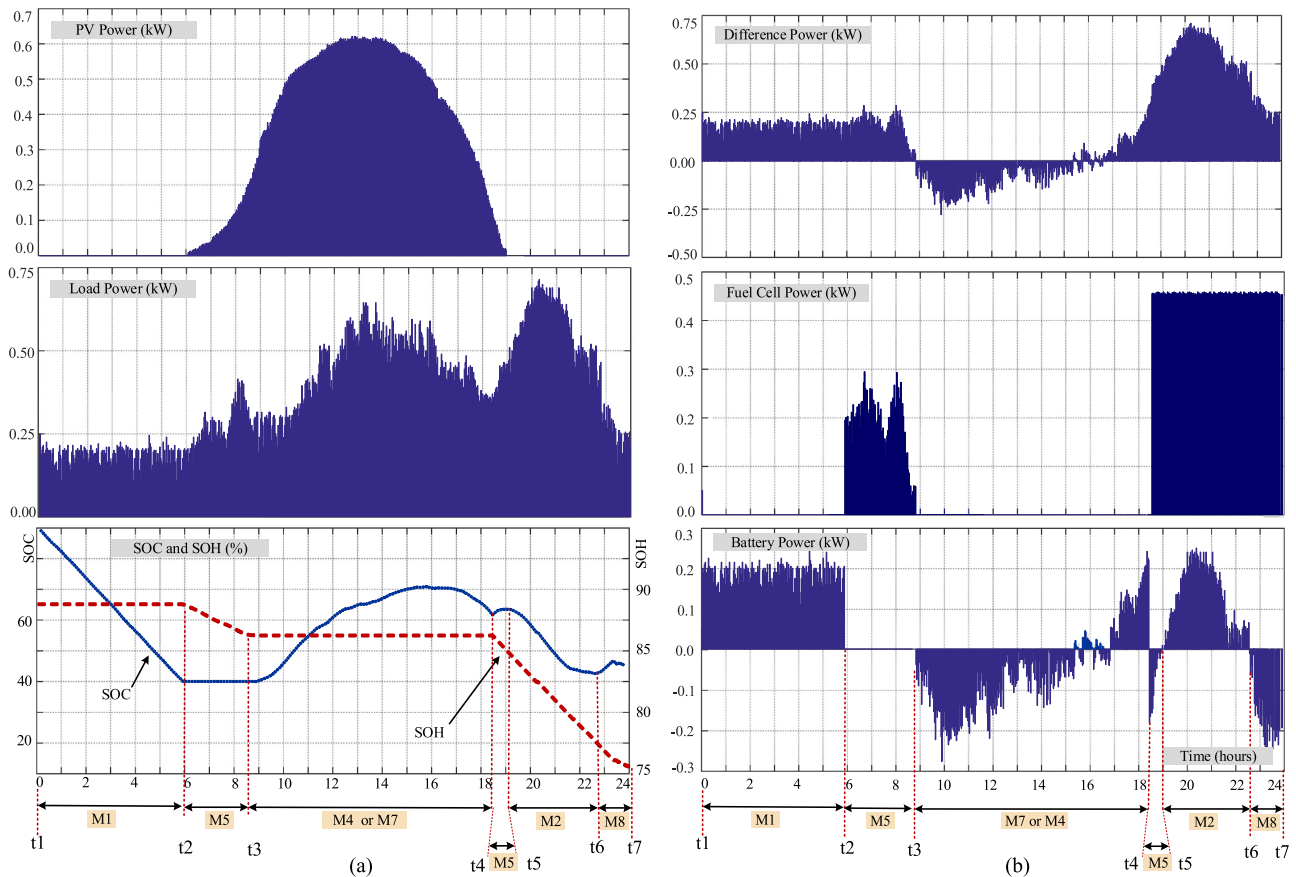 PV Power (kW)
0.7
0.6
0.5
0.4
0.3
0.2
0.1
0.0
Load Power (kW)
0.75
0.50
0.25
0.00
SOC and SOH (%)
SOC
SOH
60
40
20
90
85
80
75
SOC
SOH
0 2 4 6 8 10 12 14 16 18 20 22 24
M1 M5 M4 or M7 M2 M8
t1 t2 t3 t4 M5 t5 t6 t7
(a)
Difference Power (kW)
0.75
0.50
0.25
0.00
-0.25
-0.50
Fuel Cell Power (kW)
0.5
0.4
0.3
0.2
0.1
0.0
Battery Power (kW)
0.3
0.2
0.1
0.0
-0.1
-0.2
-0.3
Time (hours)
0 2 4 6 8 10 12 14 16 18 20 22 24
M1 M5 M7 or M4 M2 M8
t1 t2 t3 t4 M5 t5 t6 t7
(b)